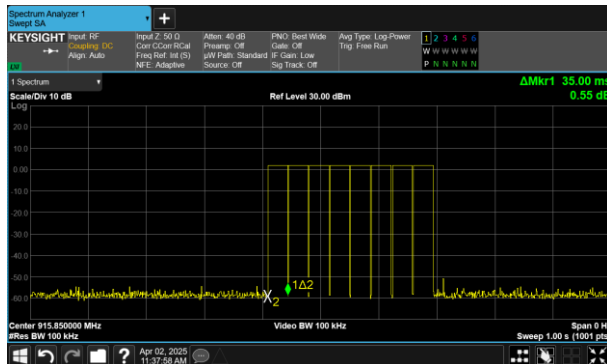 Spectrum Analyzer 1
Swept SA
KEYSIGHT Input: RF Input Z: 50 Ω Atten: 40 dB PNO: Best Wide Avg Type: Log-Power 1 2 3 4 5 6
Coupling: DC Corr CCorr RCal Preamp: Off Gate: Off Trig: Free Run W W W W W W
Align: Auto Freq Ref: Int (S) µW Path: Standard IF Gain: Low
NFE: Adaptive Source: Off Sig Track: Off P N N N N N
1 Spectrum ΔMkr1 35.00 ms
Scale/Div 10 dB Ref Level 30.00 dBm 0.55 dB
Log
20.0
10.0
0.00
-10.0
-20.0
-30.0
-40.0
-50.0
-60.0
X2
1Δ2
Center 915.850000 MHz Video BW 100 kHz Span 0 Hz
#Res BW 100 kHz Sweep 1.00 s (1001 pts)
? Apr 02, 2025
11:37:58 AM